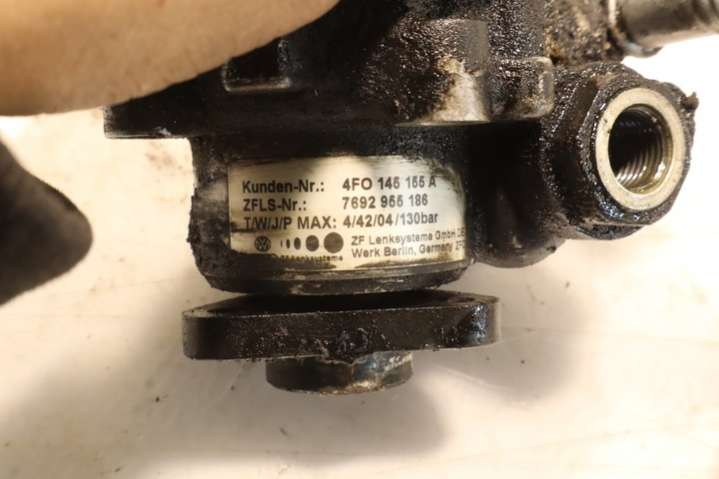 Kunden-Nr.: 4FO 145 155 A
ZFLS-Nr.: 7692 955 186
T/W/J/P MAX: 4/42/04/130bar
ZF Lenksysteme GmbH
Werk Berlin, Germany